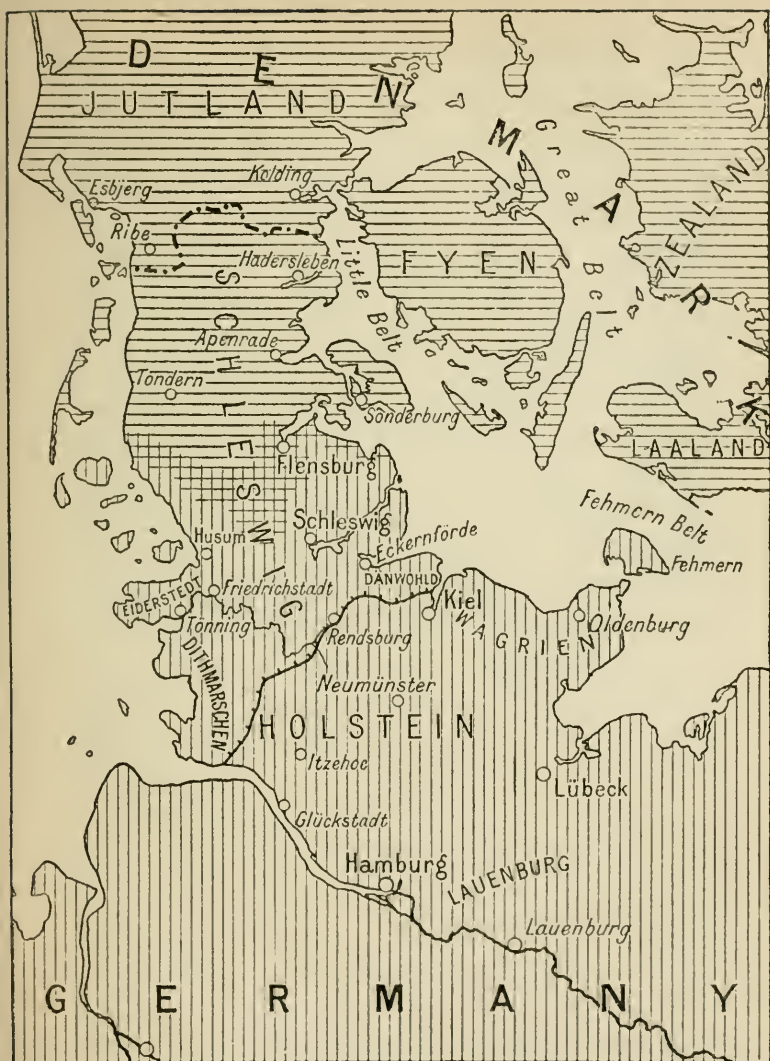 DENMARK
JUTLAND
Great Belt
ZEALAND
Esbjerg
Kolding
Ribe
Hadersleben
Little Belt
FYEN
SCHLESWIG
Apenrade
Tondern
Sönderburg
LAALAND
Flensburg
Fehmern Belt
Fehmern
Husum
Schleswig
Eckernförde
DÄNWOHLD
EIDERSTEDT
Friedrichstadt
Tönning
Kiel
WAGRIEN
Oldenburg
Rendsburg
DITHMARSCHEN
Neumünster
HOLSTEIN
Itzehoe
Lübeck
Glückstadt
Hamburg
LAUENBURG
Lauenburg
GERMANY